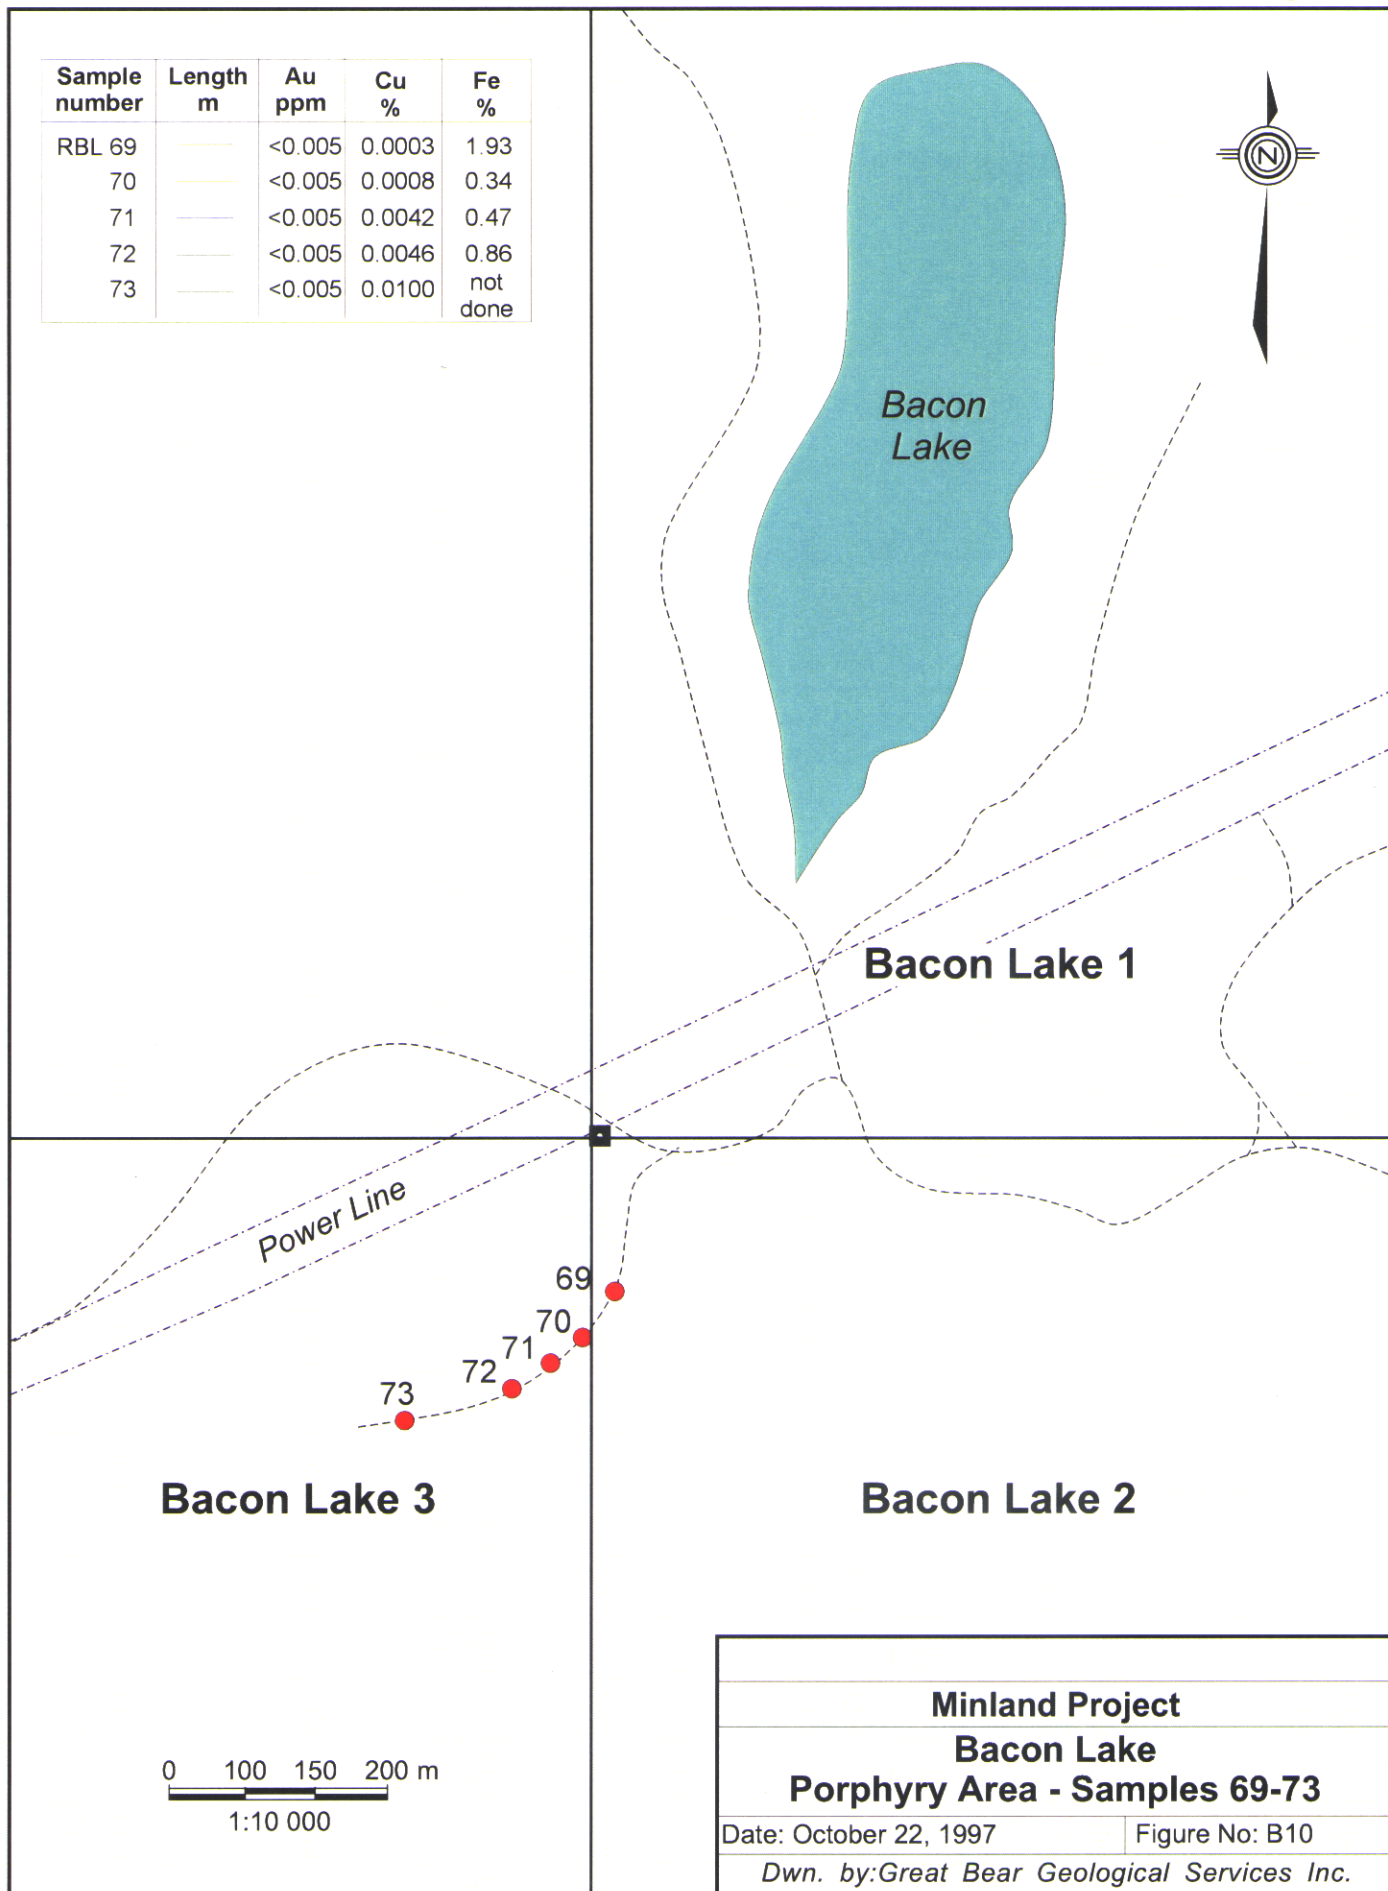 Sample number Length m Au ppm Cu % Fe %
RBL 69 <0.005 0.0003 1.93
70 <0.005 0.0008 0.34
71 <0.005 0.0042 0.47
72 <0.005 0.0046 0.86
73 <0.005 0.0100 not done
N
Bacon
Lake
Bacon Lake 1
Power Line
69
70
71
72
73
Bacon Lake 3
Bacon Lake 2
0 100 150 200 m
1:10 000
Minland Project
Bacon Lake
Porphyry Area - Samples 69-73
Date: October 22, 1997 Figure No: B10
Dwn. by:Great Bear Geological Services Inc.